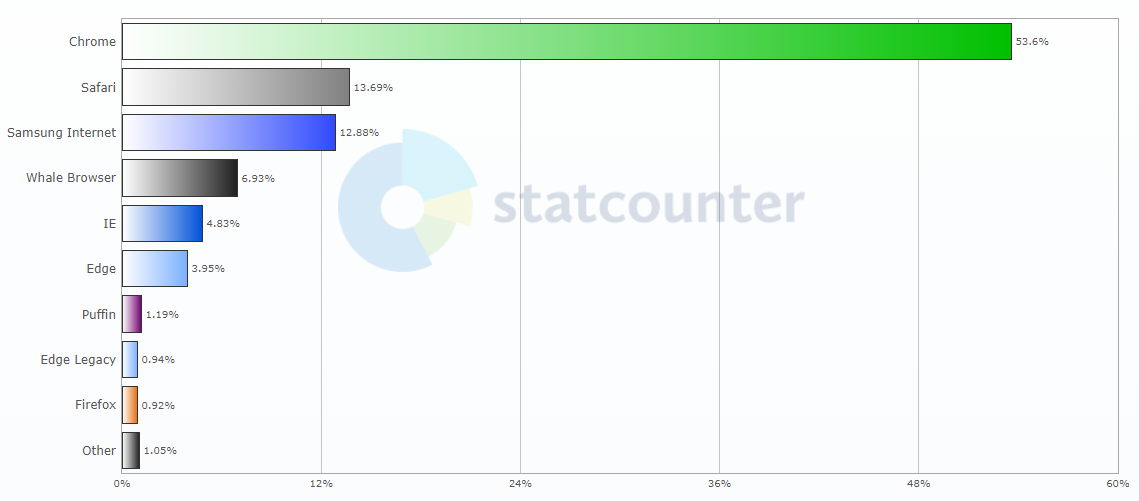 Chrome 53.6%
Safari 13.69%
Samsung Internet 12.88%
Whale Browser 6.93%
statcounter
IE 4.83%
Edge 3.95%
Puffin 1.19%
Edge Legacy 0.94%
Firefox 0.92%
Other 1.05%
0% 12% 24% 36% 48% 60%